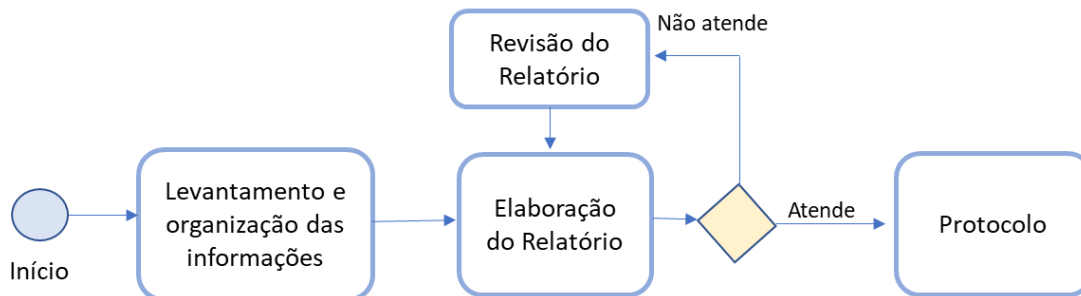 Revisão do
Relatório
Não atende
Início
Levantamento e
organização das
informações
Elaboração
do Relatório
Atende
Protocolo